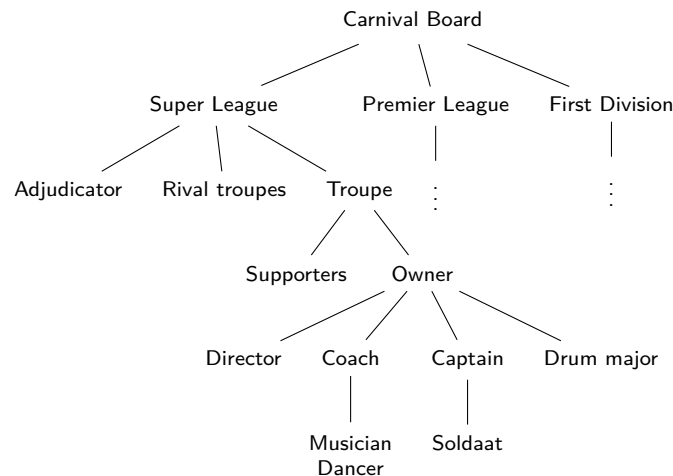 Carnival Board
Super League Premier League First Division
Adjudicator Rival troupes Troupe ⋮ ⋮
Supporters Owner
Director Coach Captain Drum major
Musician Soldaat
Dancer